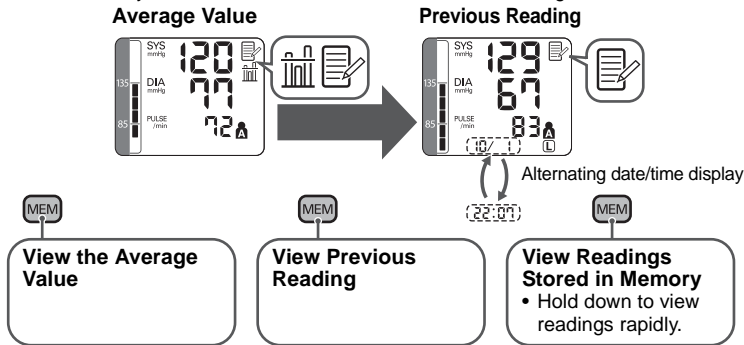 Average Value
SYS
mmHg
120
135
DIA
mmHg
77
85
PULSE
/min
72
A
Previous Reading
SYS
mmHg
129
135
DIA
mmHg
67
85
PULSE
/min
83
A
10/ 1
L
Alternating date/time display
22:07
MEM
View the Average
Value
MEM
View Previous
Reading
MEM
View Readings
Stored in Memory
• Hold down to view
readings rapidly.